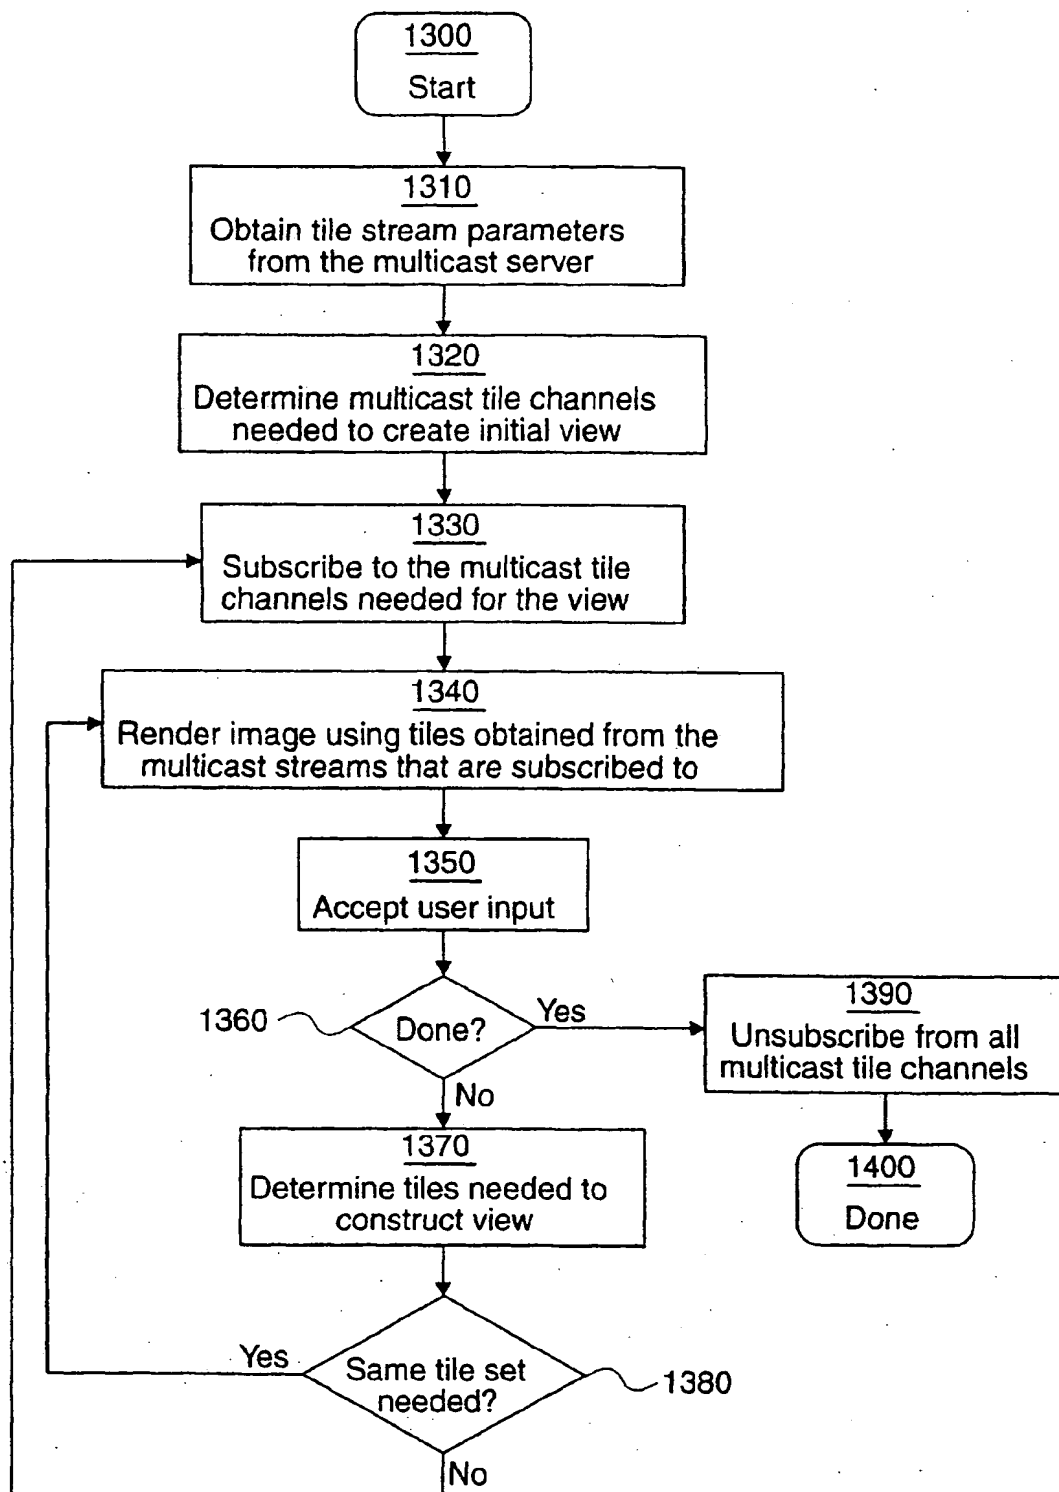 1300
Start
1310
Obtain tile stream parameters
from the multicast server
1320
Determine multicast tile channels
needed to create initial view
1330
Subscribe to the multicast tile
channels needed for the view
1340
Render image using tiles obtained from the
multicast streams that are subscribed to
1350
Accept user input
1360
Done?
Yes
No
1390
Unsubscribe from all
multicast tile channels
1400
Done
1370
Determine tiles needed to
construct view
Yes
Same tile set
needed?
1380
No